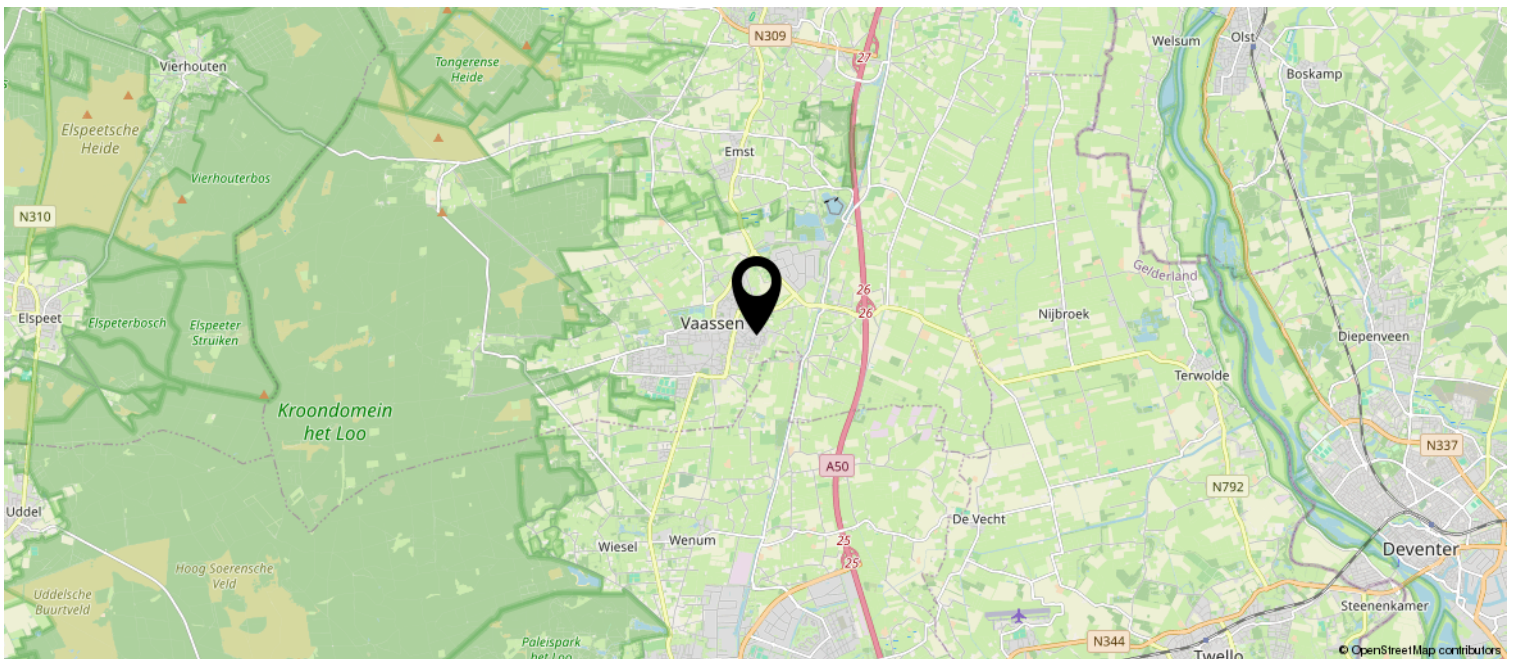 N309
27
Welsum
Olst
Vierhouten
Tongerense
Heide
Boskamp
Elspeetsche
Heide
Emst
Vierhouterbos
N310
Gelderland
26
26
Elspeet
Elspeterbosch
Elspeeter
Struiken
Vaassen
Nijbroek
Diepenveen
Terwolde
Kroondomein
het Loo
N337
A50
N792
Uddel
De Vecht
Wiesel
Wenum
25
25
Deventer
Hoog Soerensche
Veld
Uddelsche
Buurtveld
Steenenkamer
Paleispark
het Loo
N344
Twello
© OpenStreetMap contributors